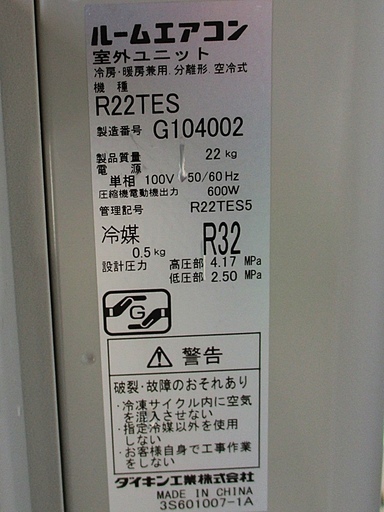 ルームエアコン
室外ユニット
冷房・暖房兼用,分離形,空冷式
機 種
R22TES
製造番号 G104002
製品質量 22 kg
電 源
単相 100V 50/60 Hz
圧縮機電動機出力 600W
管理記号 R22TES5
冷媒 R32
0.5 kg
設計圧力 高圧部 4.17 MPa
低圧部 2.50 MPa
G
警告
破裂・故障のおそれあり
・冷凍サイクル内に空気
を混入させない
・指定冷媒以外を使用
しない
・お客様自身で工事作業
をしない
ダイキン工業株式会社
MADE IN CHINA
3S601007-1A